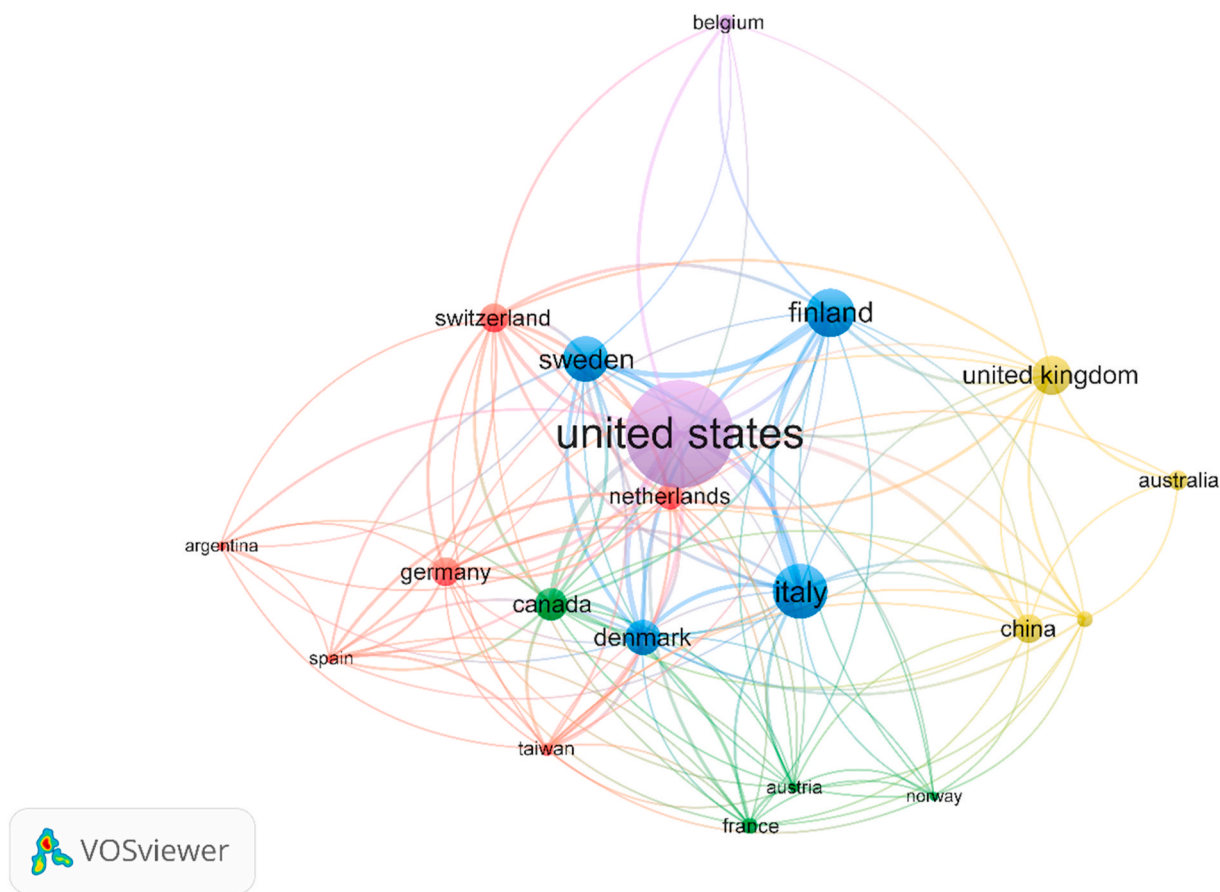 belgium
finland
switzerland
sweden
united kingdom
united states
australia
netherlands
argentina
germany
italy
canada
china
denmark
spain
taiwan
austria
norway
france
VOSviewer